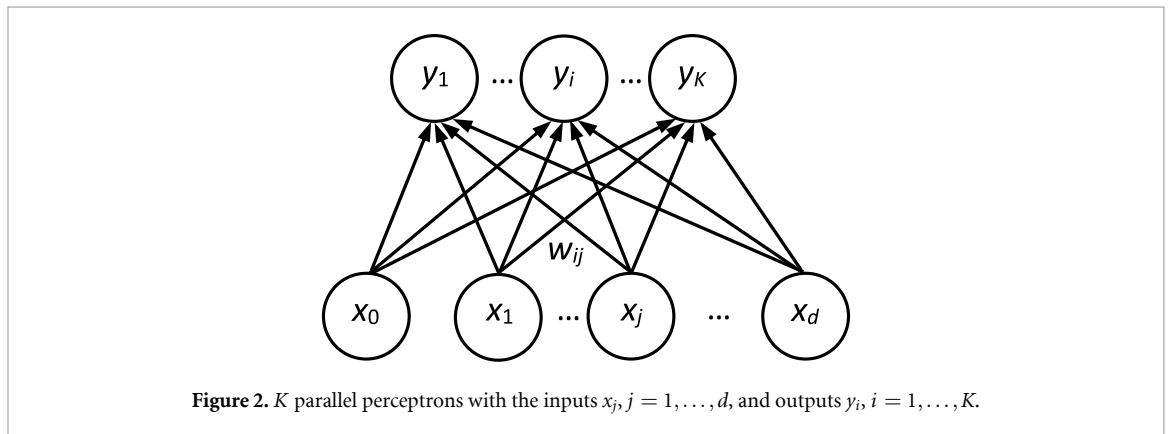 y1 ... yi ... yK
wij
x0 x1 ... xj ... xd
Figure 2. K parallel perceptrons with the inputs xj, j = 1, ..., d, and outputs yi, i = 1, ..., K.